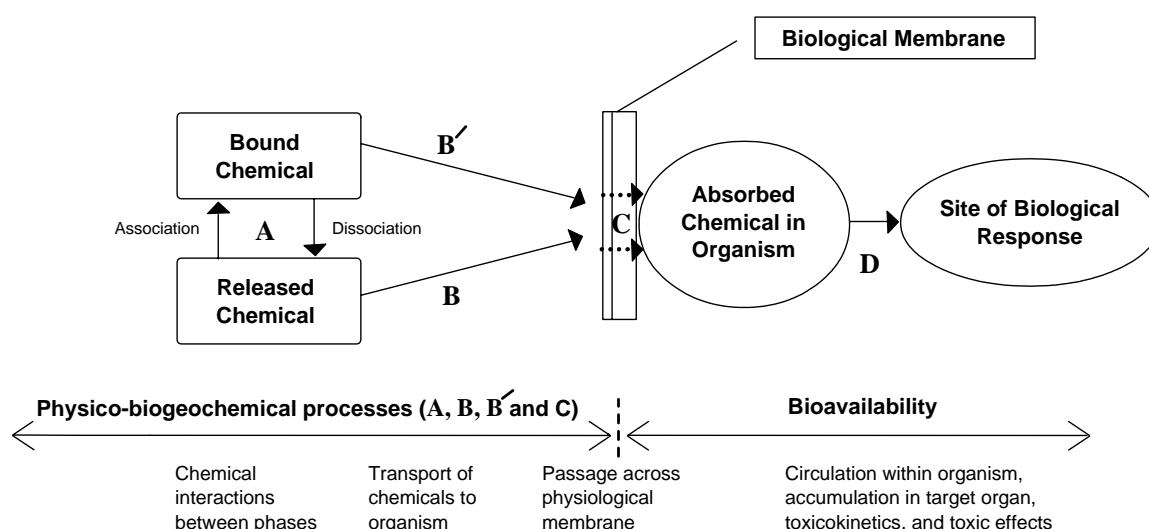 Biological Membrane
Bound
Chemical
B´
Association
A
Dissociation
Released
Chemical
B
C
Absorbed
Chemical in
Organism
D
Site of Biological
Response
Physico-biogeochemical processes (A, B, B´ and C)
Bioavailability
Chemical
interactions
between phases
Transport of
chemicals to
organism
Passage across
physiological
membrane
Circulation within organism,
accumulation in target organ,
toxicokinetics, and toxic effects